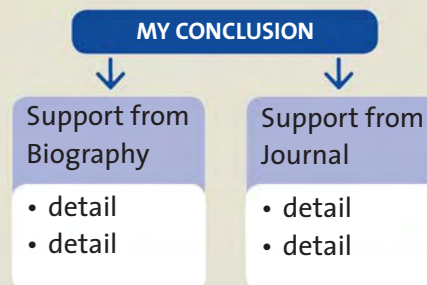 MY CONCLUSION
Support from
Biography
• detail
• detail
Support from
Journal
• detail
• detail